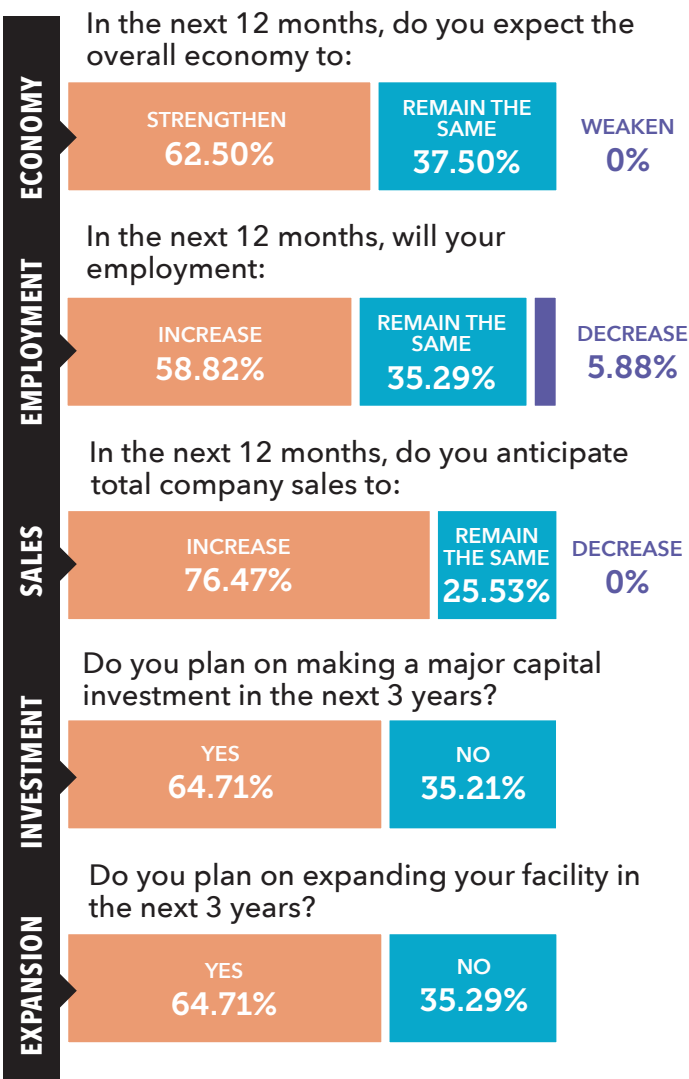 ECONOMY
In the next 12 months, do you expect the
overall economy to:
STRENGTHEN
62.50%
REMAIN THE
SAME
37.50%
WEAKEN
0%
EMPLOYMENT
In the next 12 months, will your
employment:
INCREASE
58.82%
REMAIN THE
SAME
35.29%
DECREASE
5.88%
SALES
In the next 12 months, do you anticipate
total company sales to:
INCREASE
76.47%
REMAIN
THE SAME
25.53%
DECREASE
0%
INVESTMENT
Do you plan on making a major capital
investment in the next 3 years?
YES
64.71%
NO
35.21%
EXPANSION
Do you plan on expanding your facility in
the next 3 years?
YES
64.71%
NO
35.29%